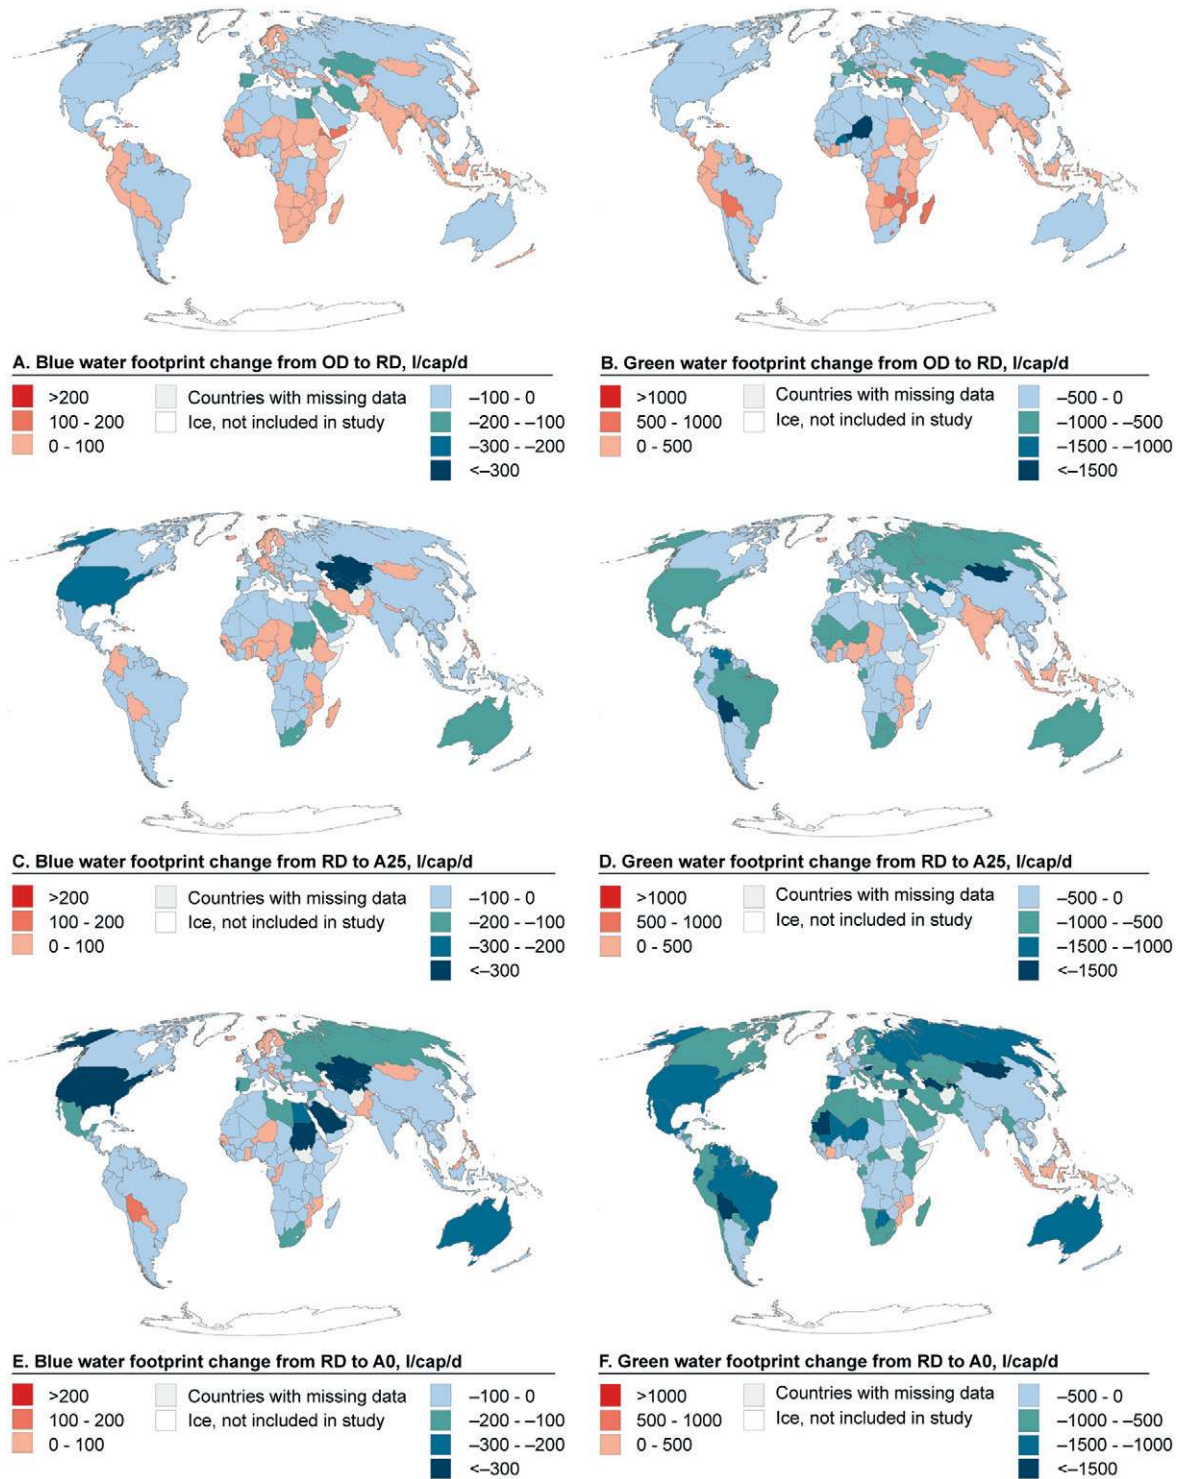 A. Blue water footprint change from OD to RD, l/cap/d
>200
100 - 200
0 - 100
Countries with missing data
Ice, not included in study
–100 - 0
–200 - –100
–300 - –200
<–300
B. Green water footprint change from OD to RD, l/cap/d
>1000
500 - 1000
0 - 500
Countries with missing data
Ice, not included in study
–500 - 0
–1000 - –500
–1500 - –1000
<–1500
C. Blue water footprint change from RD to A25, l/cap/d
>200
100 - 200
0 - 100
Countries with missing data
Ice, not included in study
–100 - 0
–200 - –100
–300 - –200
<–300
D. Green water footprint change from RD to A25, l/cap/d
>1000
500 - 1000
0 - 500
Countries with missing data
Ice, not included in study
–500 - 0
–1000 - –500
–1500 - –1000
<–1500
E. Blue water footprint change from RD to A0, l/cap/d
>200
100 - 200
0 - 100
Countries with missing data
Ice, not included in study
–100 - 0
–200 - –100
–300 - –200
<–300
F. Green water footprint change from RD to A0, l/cap/d
>1000
500 - 1000
0 - 500
Countries with missing data
Ice, not included in study
–500 - 0
–1000 - –500
–1500 - –1000
<–1500